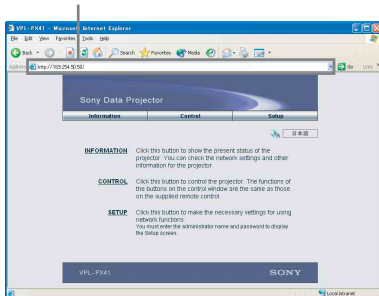 VPL-PX41 - Microsoft Internet Explorer
File Edit View Favorites Tools Help
Back Search Favorites Media
Address http://169.254.50.58/ Go Links
Sony Data Projector
Information Control Setup
日本語
INFORMATION Click this button to show the present status of the
projector. You can check the network settings and other
information for the projector.
CONTROL Click this button to control the projector. The functions of
the buttons on the control window are the same as those
on the supplied remote control.
SETUP Click this button to make the necessary settings for using
network functions.
You must enter the administrator name and password to display
the Setup screen.
VPL-PX41 SONY
Local intranet